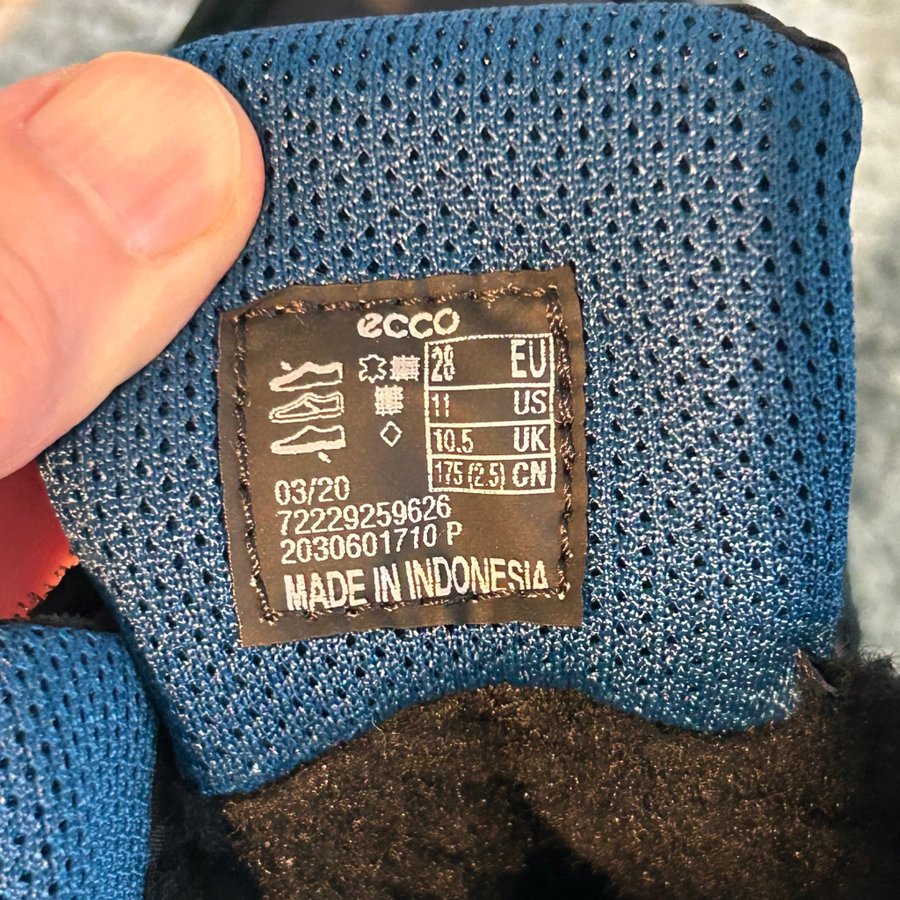 ecco
28 EU
11 US
10.5 UK
175 (2.5) CN
03/20
72229259626
2030601710 P
MADE IN INDONESIA